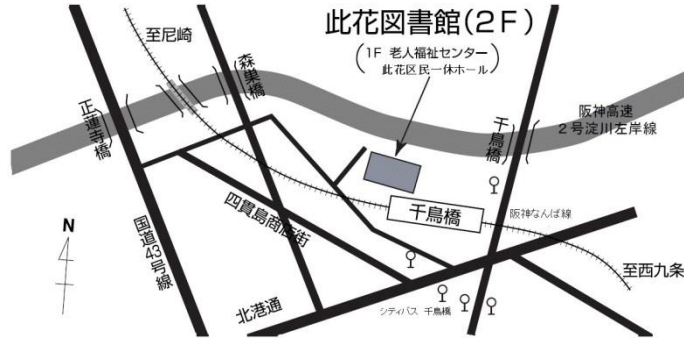 此花図書館(2F)
(1F 老人福祉センター
此花区民一休ホール)
至尼崎
森巣橋
正蓮寺橋
千鳥橋
阪神高速
2号淀川左岸線
千鳥橋
阪神なんば線
四貫島商店街
国道43号線
N
至西九条
北港通
シティバス 千鳥橋